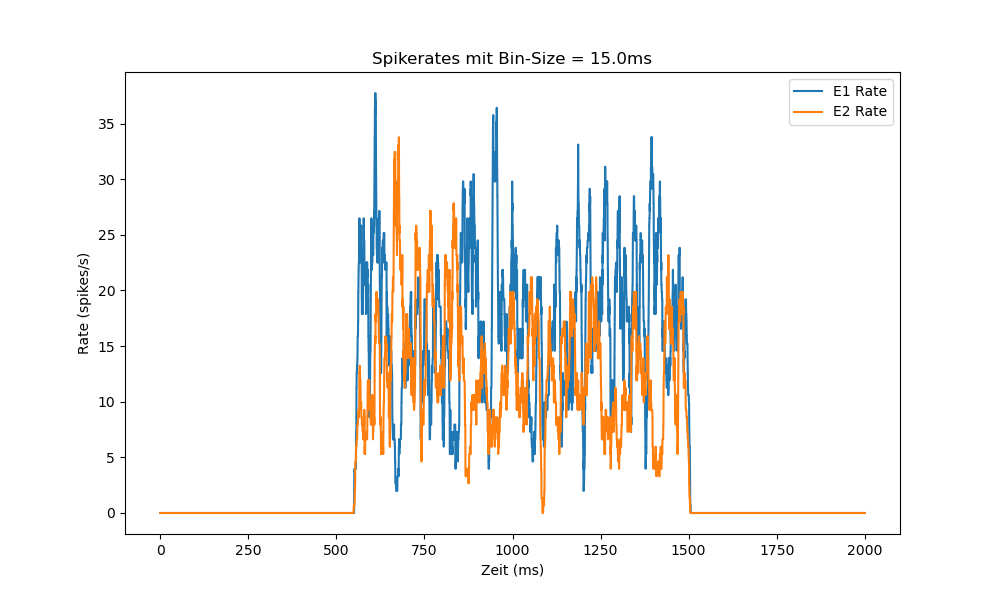 Spikerates mit Bin-Size = 15.0ms
E1 Rate
E2 Rate
35
30
25
20
15
10
5
0
Rate (spikes/s)
0 250 500 750 1000 1250 1500 1750 2000
Zeit (ms)